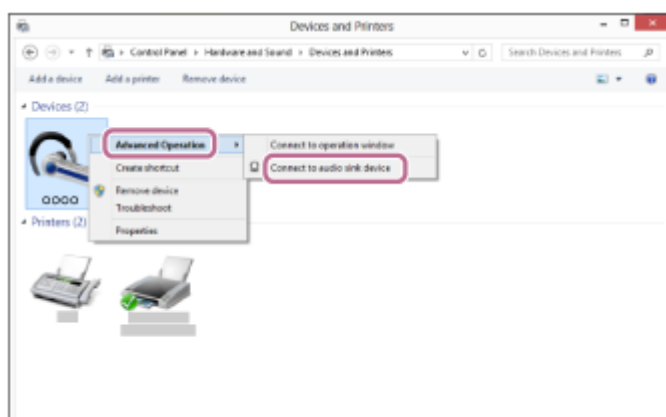 Devices and Printers
Control Panel › Hardware and Sound › Devices and Printers
Search Devices and Printers
Add a device Add a printer Remove device
Devices (2)
Advanced Operation
Connect to operation window
Create shortcut
Connect to audio sink device
Remove device
Troubleshoot
Properties
OOOO
Printers (2)